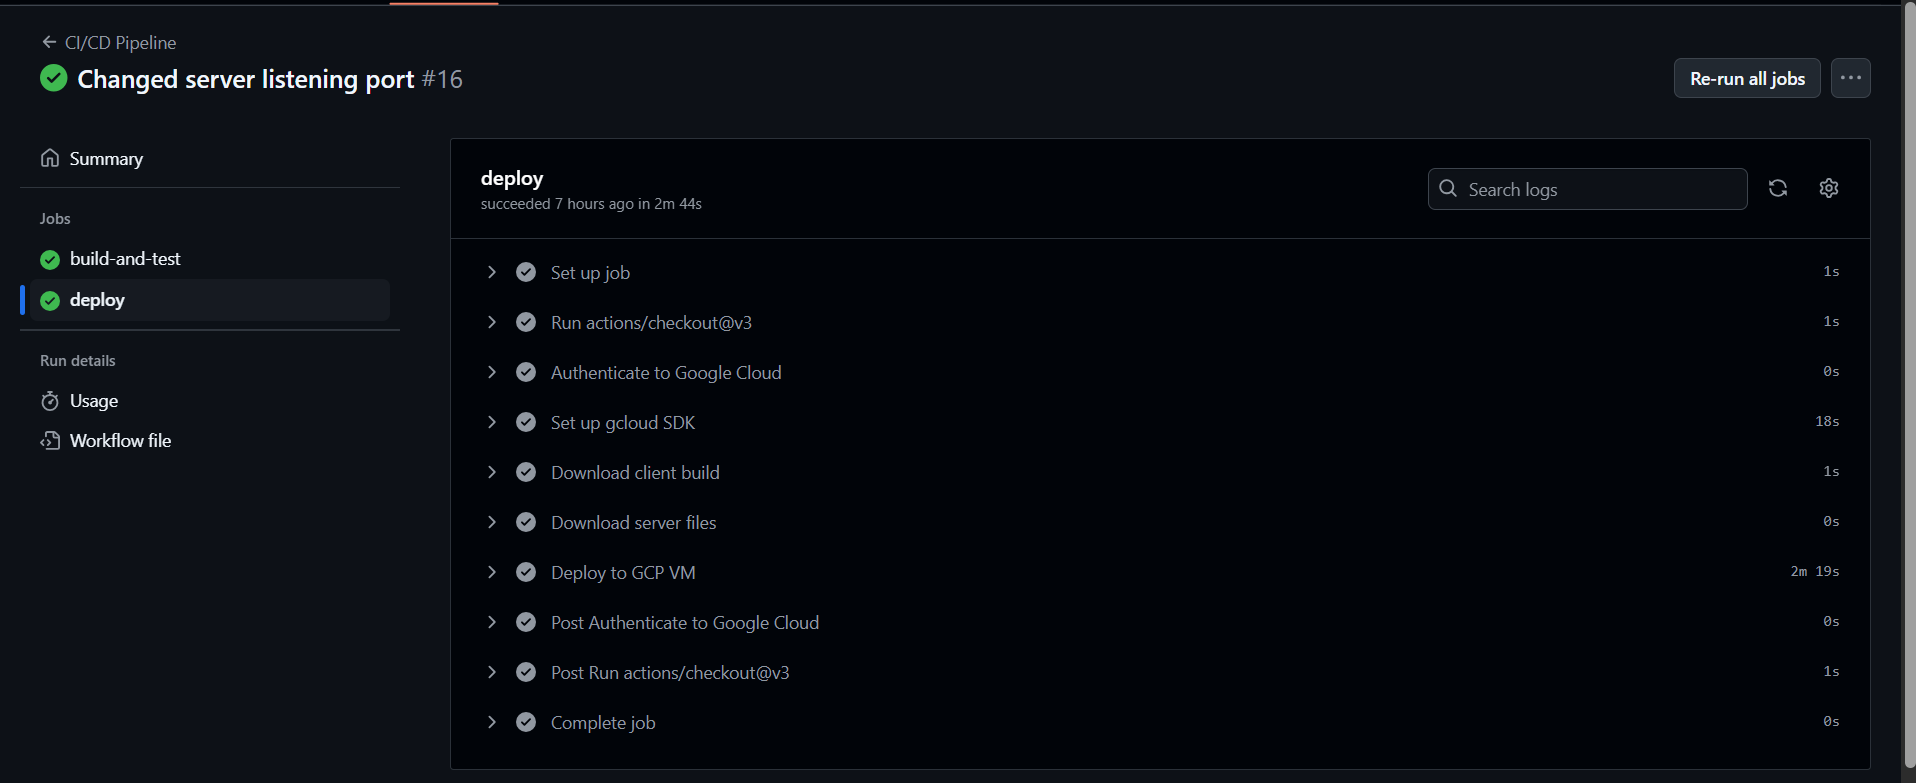 CI/CD Pipeline
Changed server listening port #16
Re-run all jobs
Summary
Jobs
build-and-test
deploy
Run details
Usage
Workflow file
deploy
succeeded 7 hours ago in 2m 44s
Search logs
Set up job 1s
Run actions/checkout@v3 1s
Authenticate to Google Cloud 0s
Set up gcloud SDK 18s
Download client build 1s
Download server files 0s
Deploy to GCP VM 2m 19s
Post Authenticate to Google Cloud 0s
Post Run actions/checkout@v3 1s
Complete job 0s